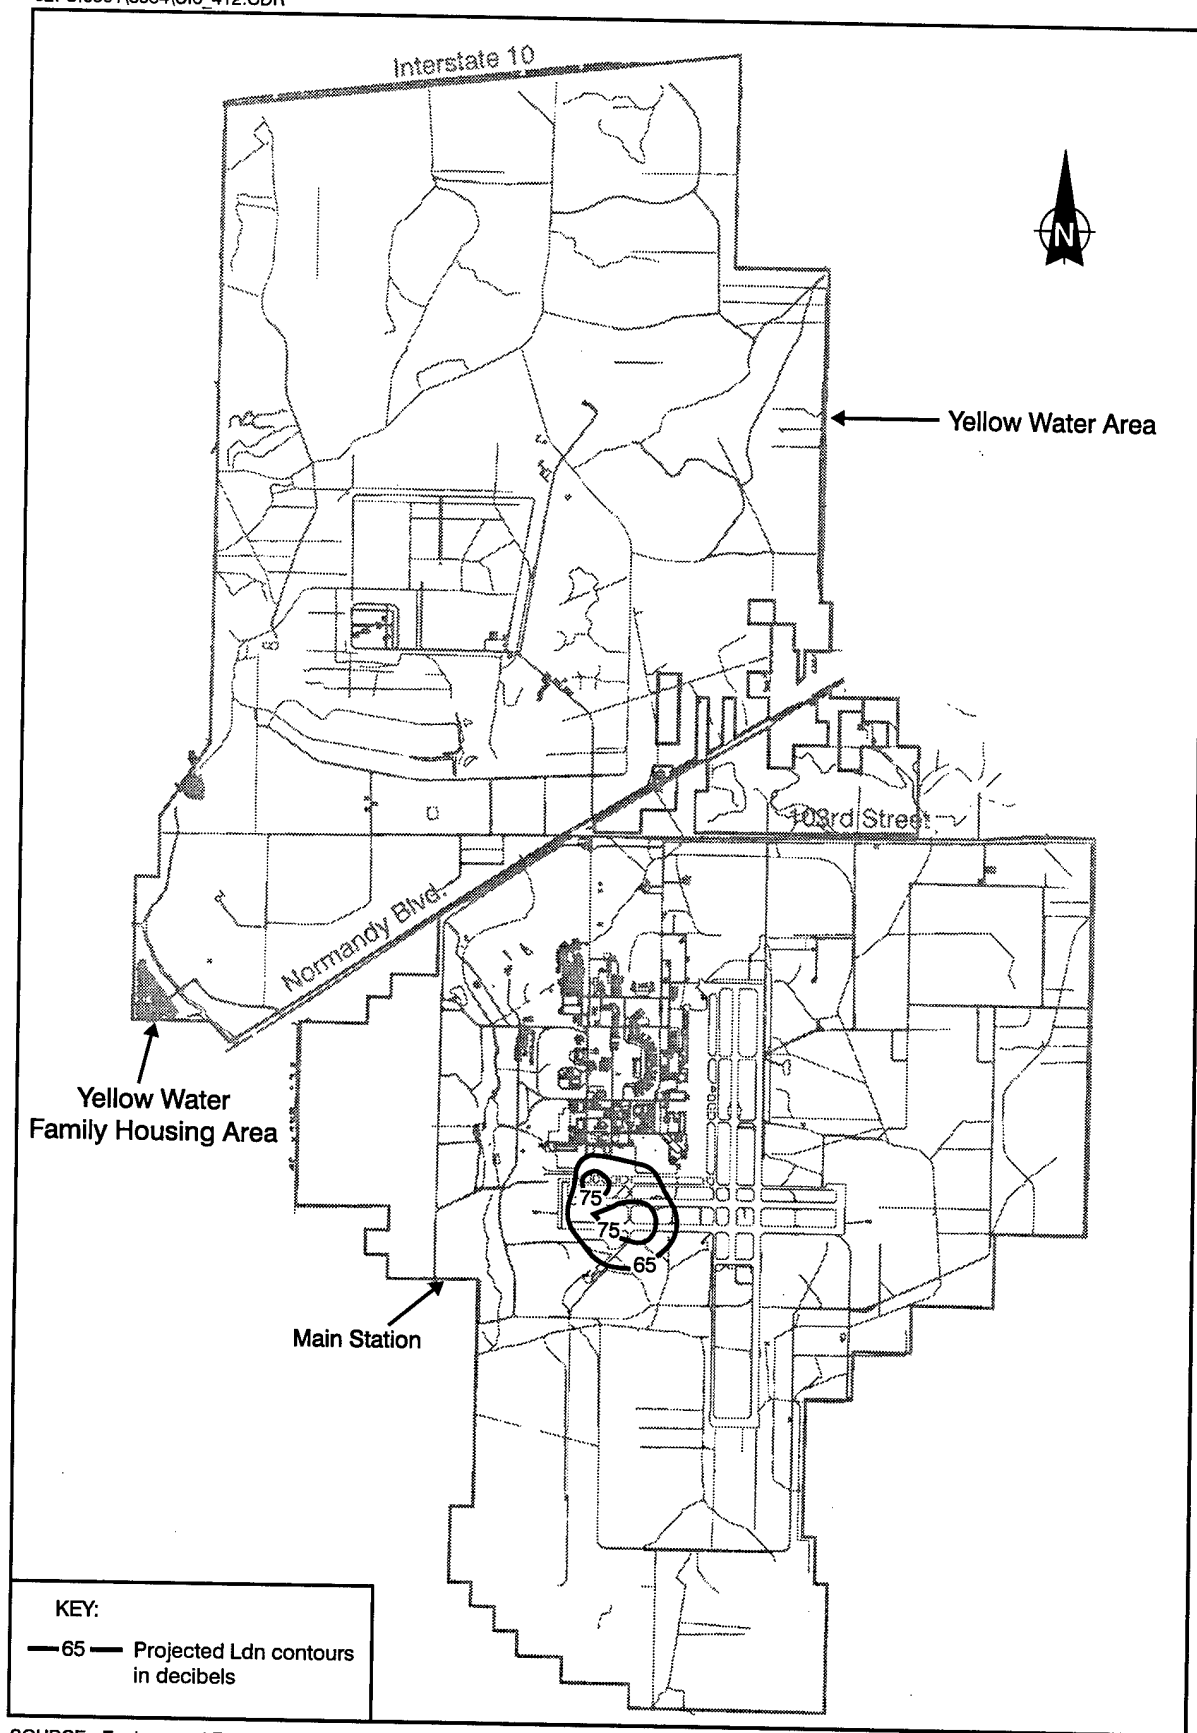 Interstate 10
N
Yellow Water Area
103rd Street
Normandy Blvd.
Yellow Water
Family Housing Area
75
75
65
Main Station
KEY:
65 Projected Ldn contours
in decibels